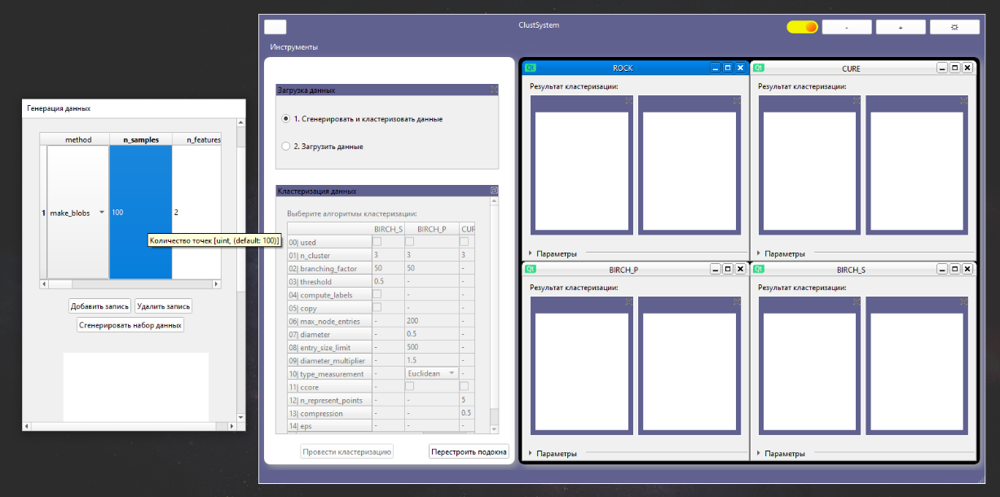 ClustSystem
-
+
Инструменты
Генерация данных
method n_samples n_features
1 make_blobs 100 2
Количество точек [uint, (default: 100)]
Добавить запись Удалить запись
Сгенерировать набор данных
Загрузка данных
1. Сгенерировать и кластеризовать данные
2. Загрузить данные
Кластеризация данных
Выберите алгоритмы кластеризации:
BIRCH_S BIRCH_P CUR
00| used
01| n_cluster 3 3 3
02| branching_factor 50 50 -
03| threshold 0.5 - -
04| compute_labels - -
05| copy - -
06| max_node_entries - 200 -
07| diameter - 0.5 -
08| entry_size_limit - 500 -
09| diameter_multiplier - 1.5 -
10| type_measurement - Euclidean -
11| ccore -
12| n_represent_points - - 5
13| compression - - 0.5
14| eps - - -
Провести кластеризацию Перестроить подокна
Qt ROCK
Результат кластеризации:
Параметры
Qt CURE
Результат кластеризации:
Параметры
Qt BIRCH_P
Результат кластеризации:
Параметры
Qt BIRCH_S
Результат кластеризации:
Параметры